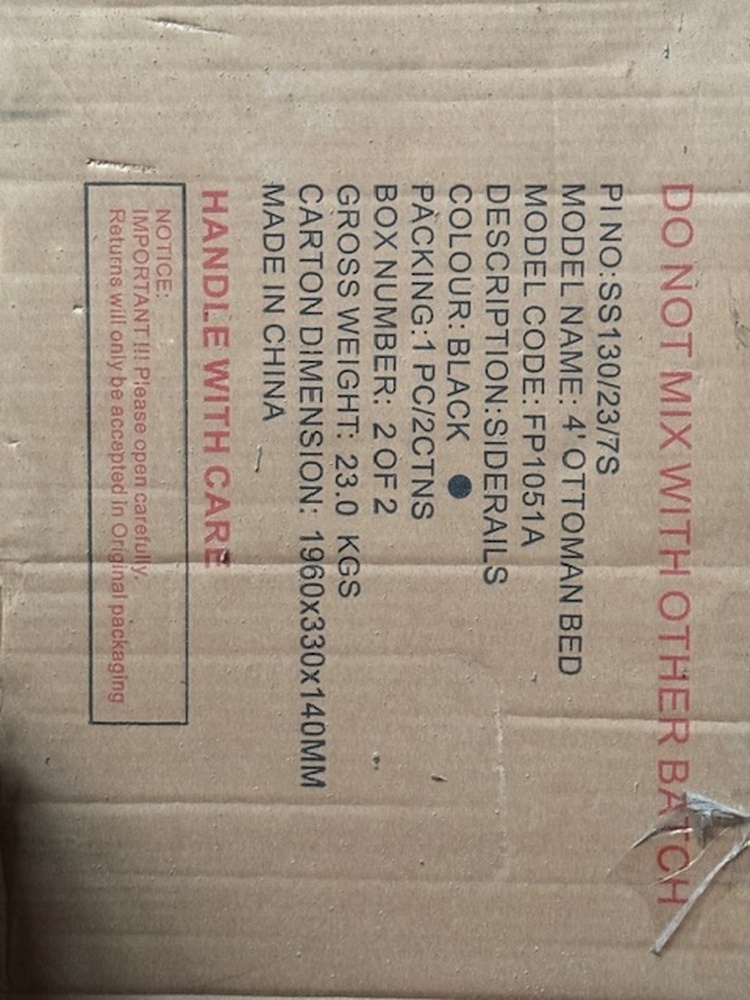 DO NOT MIX WITH OTHER BATCH
PI NO:SS130/23/7S
MODEL NAME: 4' OTTOMAN BED
MODEL CODE: FP1051A
DESCRIPTION:SIDERAILS
COLOUR: BLACK
PACKING:1 PC/2CTNS
BOX NUMBER: 2 OF 2
GROSS WEIGHT: 23.0 KGS
CARTON DIMENSION: 1960x330x140MM
MADE IN CHINA
HANDLE WITH CARE
NOTICE:
IMPORTANT !!! Please open carefully.
Returns will only be accepted in Original packaging